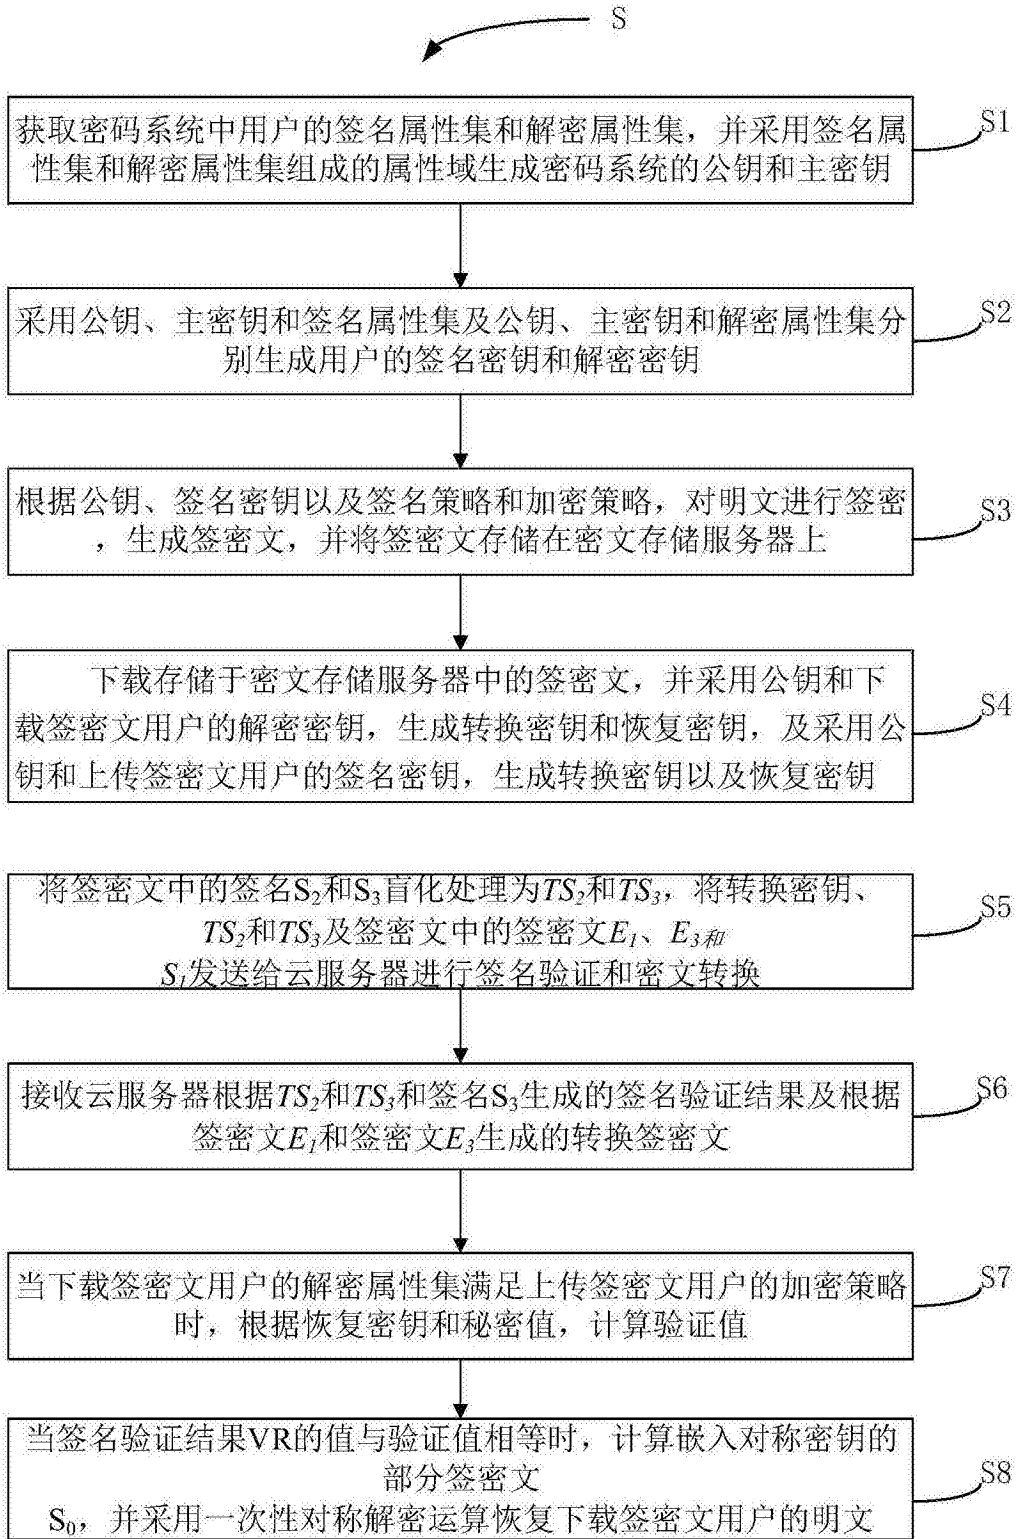 S
获取密码系统中用户的签名属性集和解密属性集，并采用签名属
性集和解密属性集组成的属性域生成密码系统的公钥和主密钥
S1
采用公钥、主密钥和签名属性集及公钥、主密钥和解密属性集分
别生成用户的签名密钥和解密密钥
S2
根据公钥、签名密钥以及签名策略和加密策略，对明文进行签密
，生成签密文，并将签密文存储在密文存储服务器上
S3
下载存储于密文存储服务器中的签密文，并采用公钥和下
载签密文用户的解密密钥，生成转换密钥和恢复密钥，及采用公
钥和上传签密文用户的签名密钥，生成转换密钥以及恢复密钥
S4
将签密文中的签名S₂和S₃盲化处理为TS₂和TS₃，将转换密钥、
TS₂和TS₃及签密文中的签密文E₁、E₃和
S₁发送给云服务器进行签名验证和密文转换
S5
接收云服务器根据TS₂和TS₃和签名S₃生成的签名验证结果及根据
签密文E₁和签密文E₃生成的转换签密文
S6
当下载签密文用户的解密属性集满足上传签密文用户的加密策略
时，根据恢复密钥和秘密值，计算验证值
S7
当签名验证结果VR的值与验证值相等时，计算嵌入对称密钥的
部分签密文
S₀，并采用一次性对称解密运算恢复下载签密文用户的明文
S8